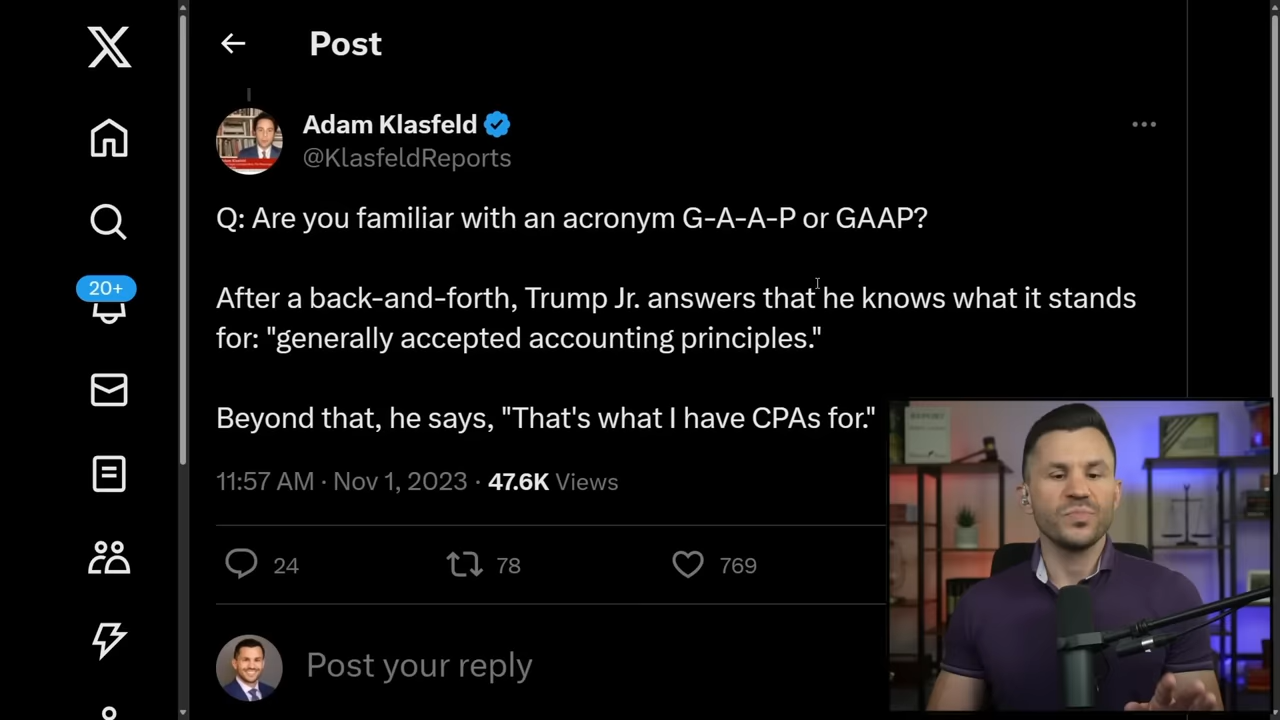 Post
Adam Klasfeld
@KlasfeldReports
Q: Are you familiar with an acronym G-A-A-P or GAAP?
20+
After a back-and-forth, Trump Jr. answers that he knows what it stands
for: "generally accepted accounting principles."
Beyond that, he says, "That's what I have CPAs for."
11:57 AM · Nov 1, 2023 · 47.6K Views
24 78 769
Post your reply